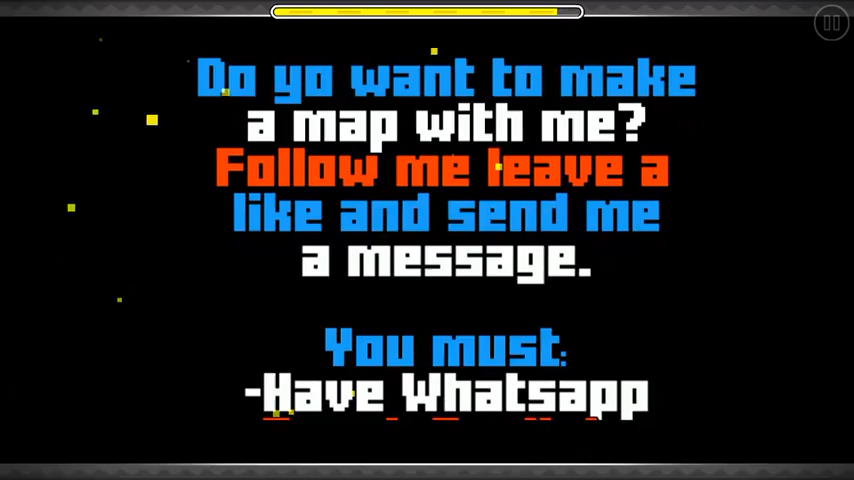 Do yo want to make
a map with me?
Follow me leave a
like and send me
a message.
You must:
-Have Whatsapp